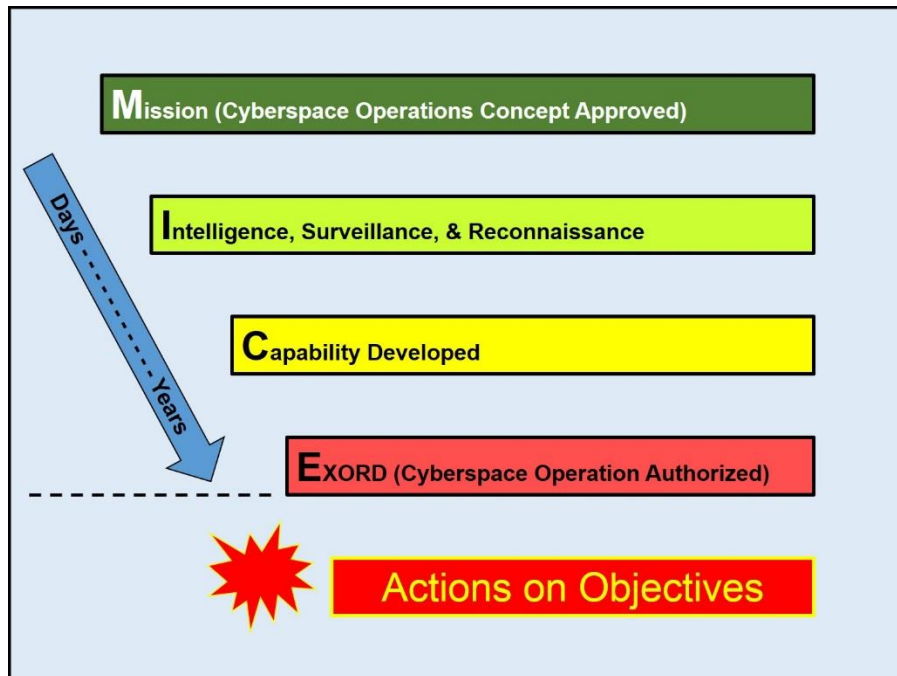 Mission (Cyberspace Operations Concept Approved)
Days - - - - - - - - Years
Intelligence, Surveillance, & Reconnaissance
Capability Developed
EXORD (Cyberspace Operation Authorized)
Actions on Objectives